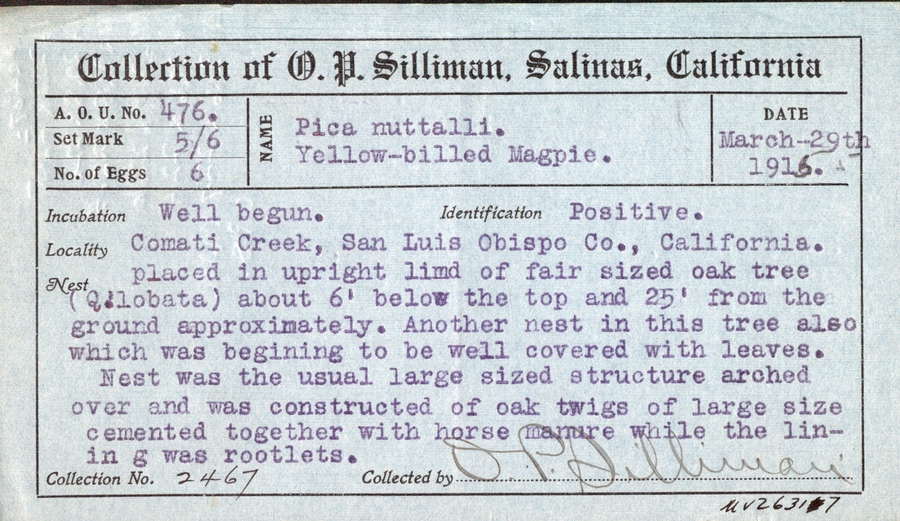 Collection of O. P. Silliman, Salinas, California
A. O. U. No. 476.
Set Mark 5/6
No. of Eggs 6
NAME
Pica nuttalli.
Yellow-billed Magpie.
DATE
March-29th
1916.
Incubation Well begun. Identification Positive.
Locality Comati Creek, San Luis Obispo Co., California.
Nest placed in upright limd of fair sized oak tree
(Q.lobata) about 6' below the top and 25' from the
ground approximately. Another nest in this tree also
which was begining to be well covered with leaves.
Nest was the usual large sized structure arched
over and was constructed of oak twigs of large size
cemented together with horse manure while the lin-
in g was rootlets.
Collection No. 2467 Collected by O. P. Silliman